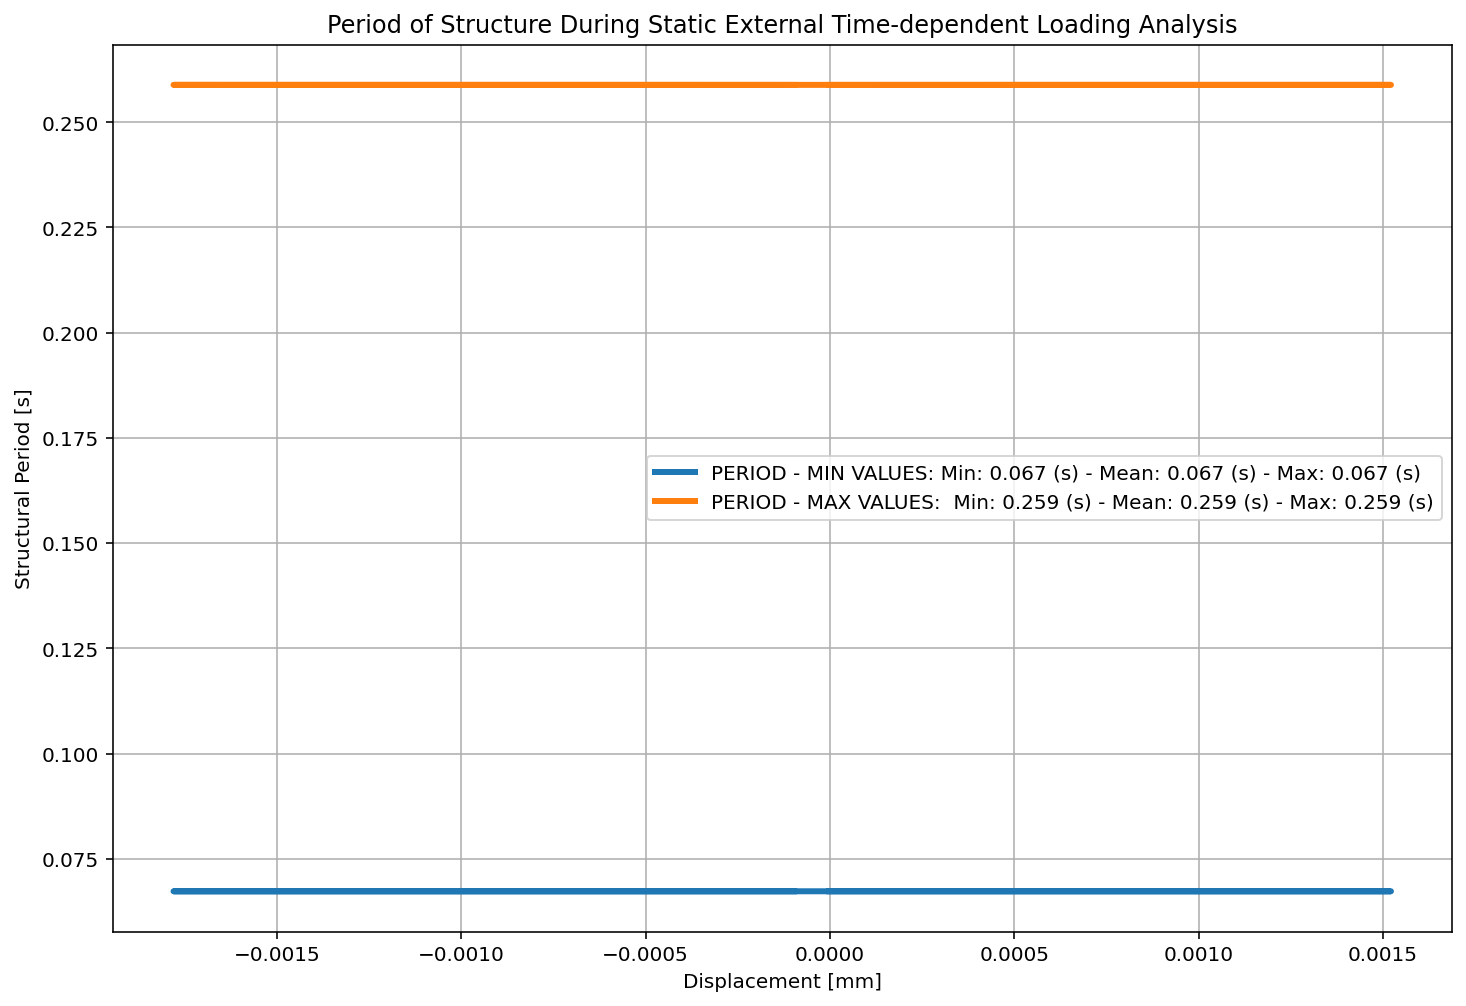 Period of Structure During Static External Time-dependent Loading Analysis
0.250
0.225
0.200
0.175
0.150
0.125
0.100
0.075
Structural Period [s]
PERIOD - MIN VALUES: Min: 0.067 (s) - Mean: 0.067 (s) - Max: 0.067 (s)
PERIOD - MAX VALUES:  Min: 0.259 (s) - Mean: 0.259 (s) - Max: 0.259 (s)
−0.0015 −0.0010 −0.0005 0.0000 0.0005 0.0010 0.0015
Displacement [mm]